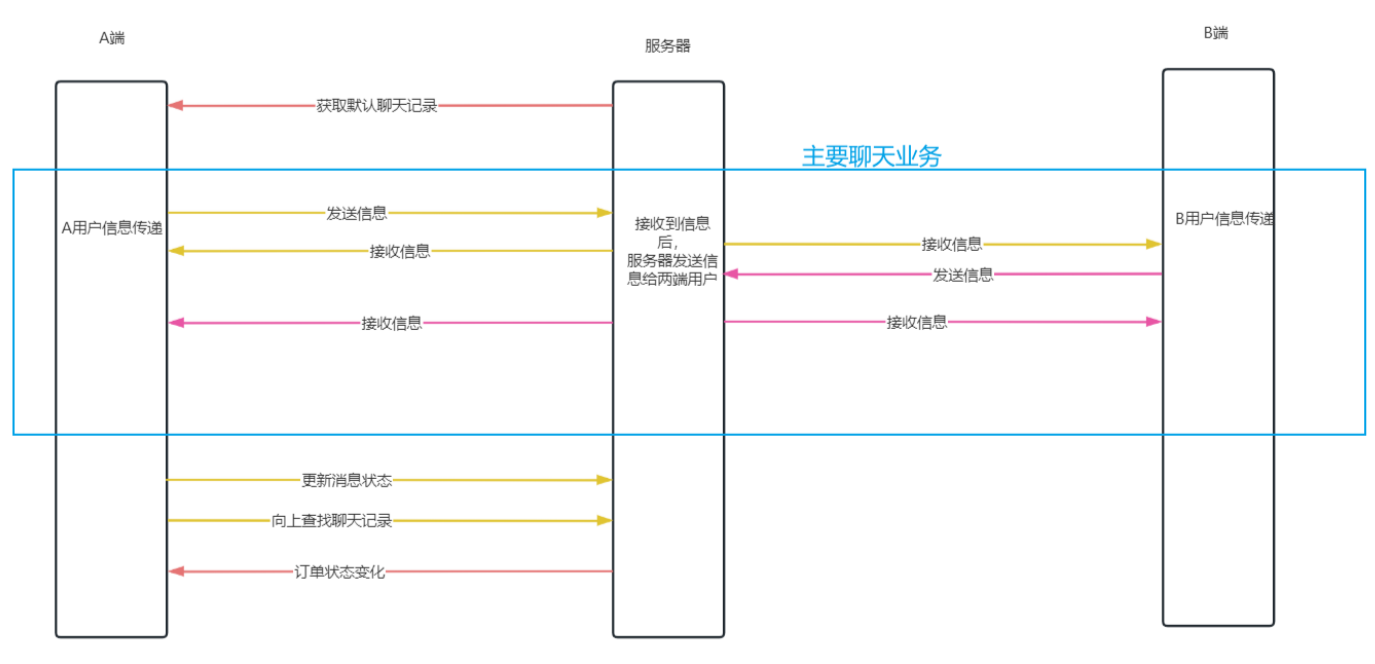 A端
服务器
B端
获取默认聊天记录
主要聊天业务
发送信息
A用户信息传递
接收到信息
后，
服务器发送信
息给两端用户
B用户信息传递
接收信息
接收信息
发送信息
接收信息
接收信息
更新消息状态
向上查找聊天记录
订单状态变化